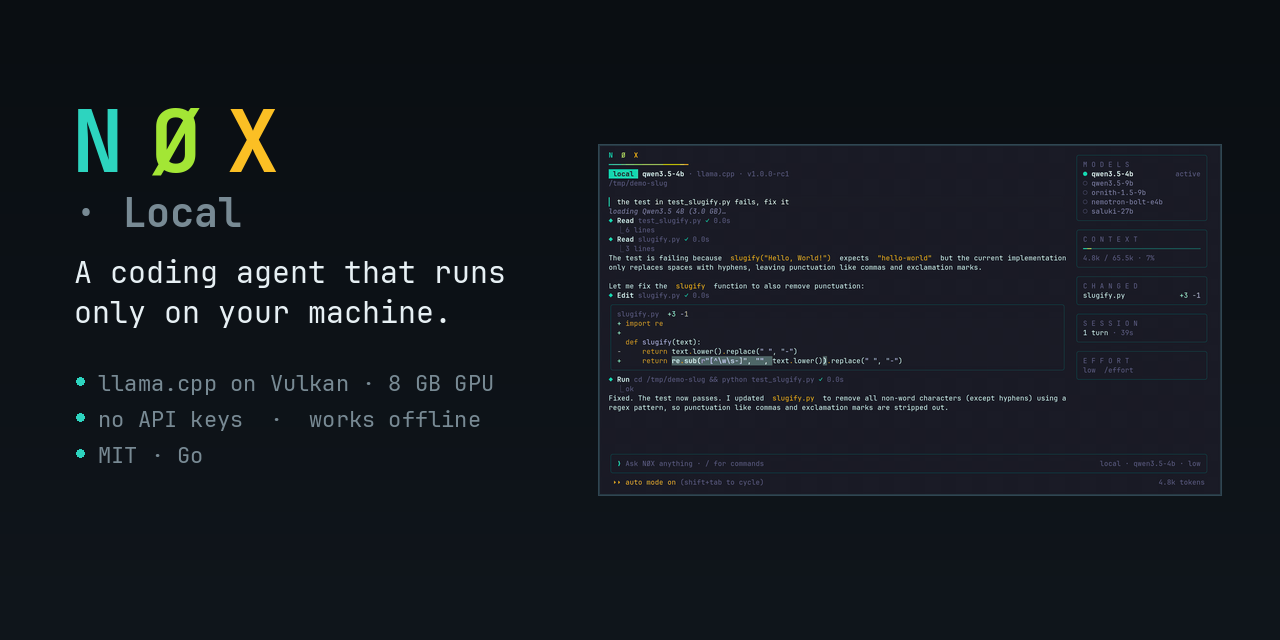 NØX
· Local
A coding agent that runs
only on your machine.
llama.cpp on Vulkan · 8 GB GPU
no API keys · works offline
MIT · Go
N Ø X
local qwen3.5-4b · llama.cpp · v1.0.0-rc1
/tmp/demo-slug
the test in test_slugify.py fails, fix it
loading Qwen3.5 4B (3.0 GB)…
◆ Read test_slugify.py ✔ 0.0s
⎿ 6 lines
◆ Read slugify.py ✔ 0.0s
⎿ 3 lines
The test is failing because slugify("Hello, World!") expects "hello-world" but the current implementation
only replaces spaces with hyphens, leaving punctuation like commas and exclamation marks.
Let me fix the slugify function to also remove punctuation:
◆ Edit slugify.py ✔ 0.0s
slugify.py +3 -1
+ import re
+
def slugify(text):
- return text.lower().replace(" ", "-")
+ return re.sub(r"[^\w\s-]", "", text.lower()).replace(" ", "-")
◆ Run cd /tmp/demo-slug && python test_slugify.py ✔ 0.0s
⎿ ok
Fixed. The test now passes. I updated slugify.py to remove all non-word characters (except hyphens) using a
regex pattern, so punctuation like commas and exclamation marks are stripped out.
❯ Ask NØX anything · / for commands
local · qwen3.5-4b · low
auto mode on (shift+tab to cycle)
4.8k tokens
MODELS
● qwen3.5-4b active
○ qwen3.5-9b
○ ornith-1.5-9b
○ nemotron-bolt-e4b
○ saluki-27b
CONTEXT
4.8k / 65.5k · 7%
CHANGED
slugify.py +3 -1
SESSION
1 turn · 39s
EFFORT
low /effort